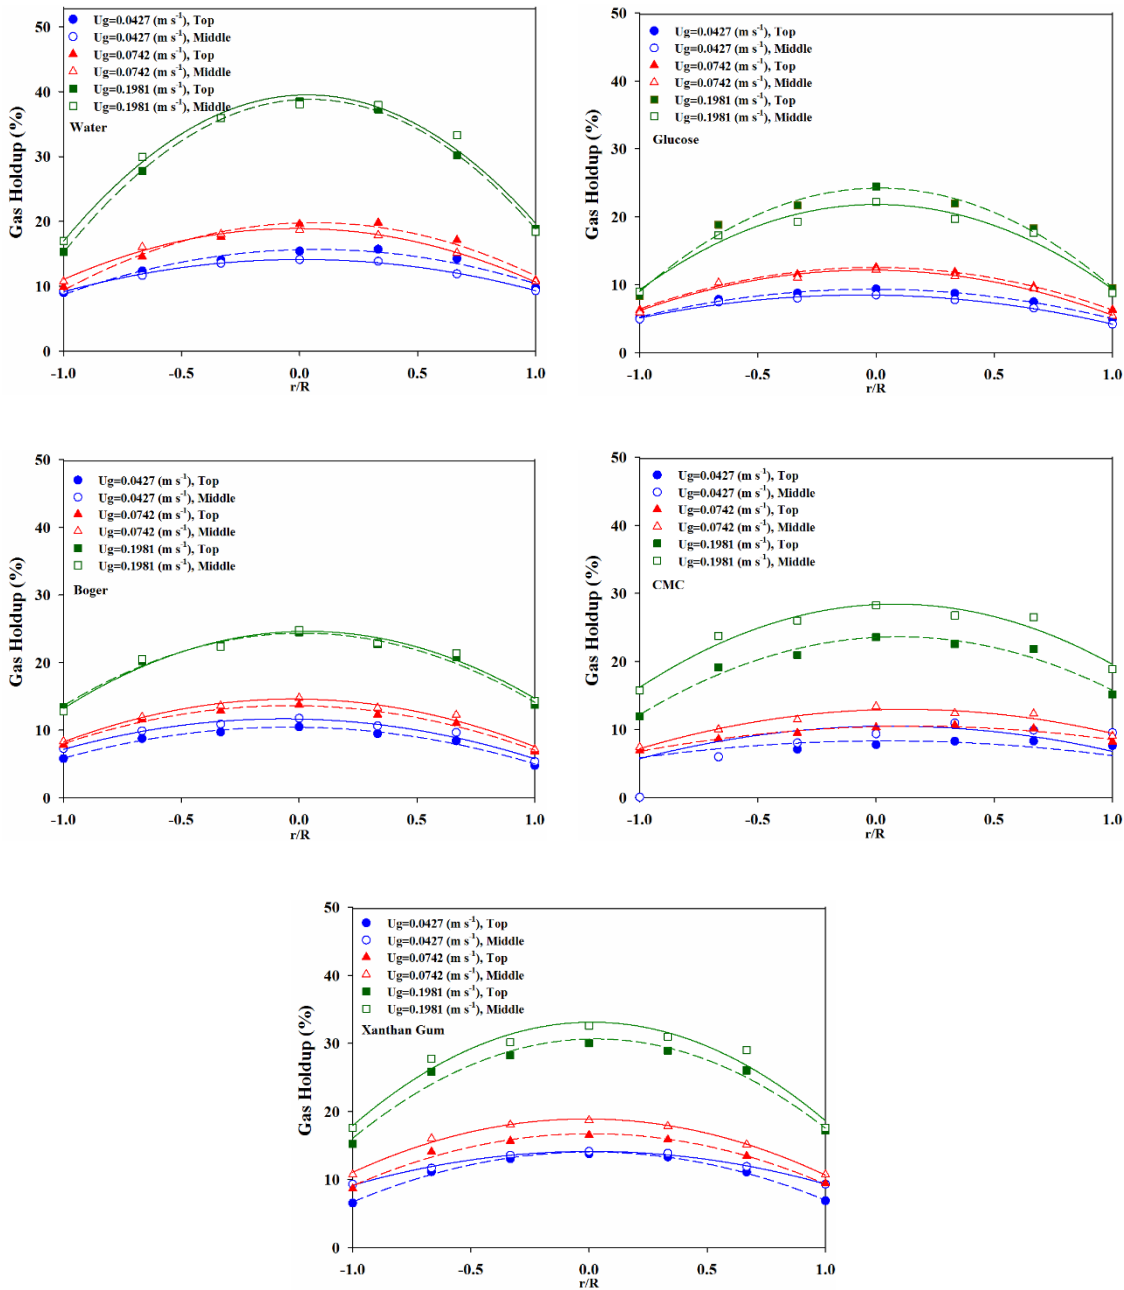 50
Ug=0.0427 (m s-1), Top
Ug=0.0427 (m s-1), Middle
Ug=0.0742 (m s-1), Top
Ug=0.0742 (m s-1), Middle
Ug=0.1981 (m s-1), Top
Ug=0.1981 (m s-1), Middle
Water
40
30
20
10
0
Gas Holdup (%)
-1.0 -0.5 0.0 0.5 1.0
r/R
50
Ug=0.0427 (m s-1), Top
Ug=0.0427 (m s-1), Middle
Ug=0.0742 (m s-1), Top
Ug=0.0742 (m s-1), Middle
Ug=0.1981 (m s-1), Top
Ug=0.1981 (m s-1), Middle
Glucose
40
30
20
10
0
Gas Holdup (%)
-1.0 -0.5 0.0 0.5 1.0
r/R
50
Ug=0.0427 (m s-1), Top
Ug=0.0427 (m s-1), Middle
Ug=0.0742 (m s-1), Top
Ug=0.0742 (m s-1), Middle
Ug=0.1981 (m s-1), Top
Ug=0.1981 (m s-1), Middle
Boger
40
30
20
10
0
Gas Holdup (%)
-1.0 -0.5 0.0 0.5 1.0
r/R
50
Ug=0.0427 (m s-1), Top
Ug=0.0427 (m s-1), Middle
Ug=0.0742 (m s-1), Top
Ug=0.0742 (m s-1), Middle
Ug=0.1981 (m s-1), Top
Ug=0.1981 (m s-1), Middle
CMC
40
30
20
10
0
Gas Holdup (%)
-1.0 -0.5 0.0 0.5 1.0
r/R
50
Ug=0.0427 (m s-1), Top
Ug=0.0427 (m s-1), Middle
Ug=0.0742 (m s-1), Top
Ug=0.0742 (m s-1), Middle
Ug=0.1981 (m s-1), Top
Ug=0.1981 (m s-1), Middle
Xanthan Gum
40
30
20
10
0
Gas Holdup (%)
-1.0 -0.5 0.0 0.5 1.0
r/R